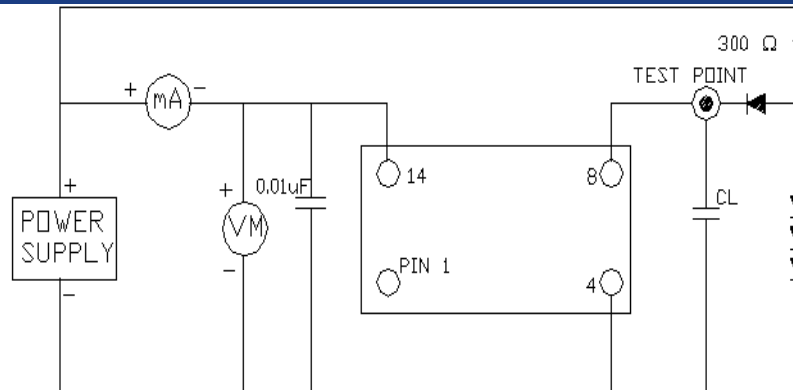 300 Ω
TEST POINT
+ mA -
+
+ 0.01uF
14
8
CL
POWER
SUPPLY
VM
PIN 1
4
-
-